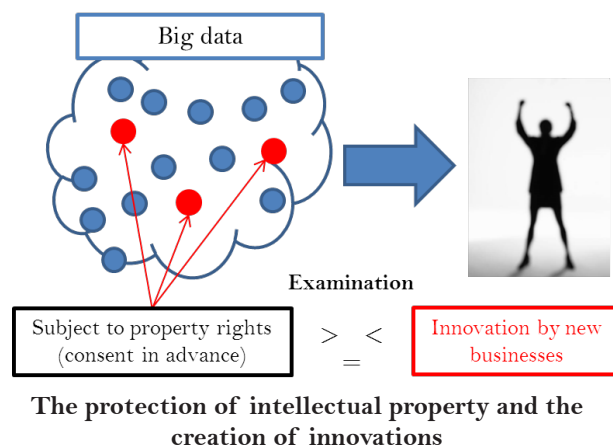 Big data
Examination
Subject to property rights
(consent in advance)
> <
=
Innovation by new
businesses
The protection of intellectual property and the
creation of innovations